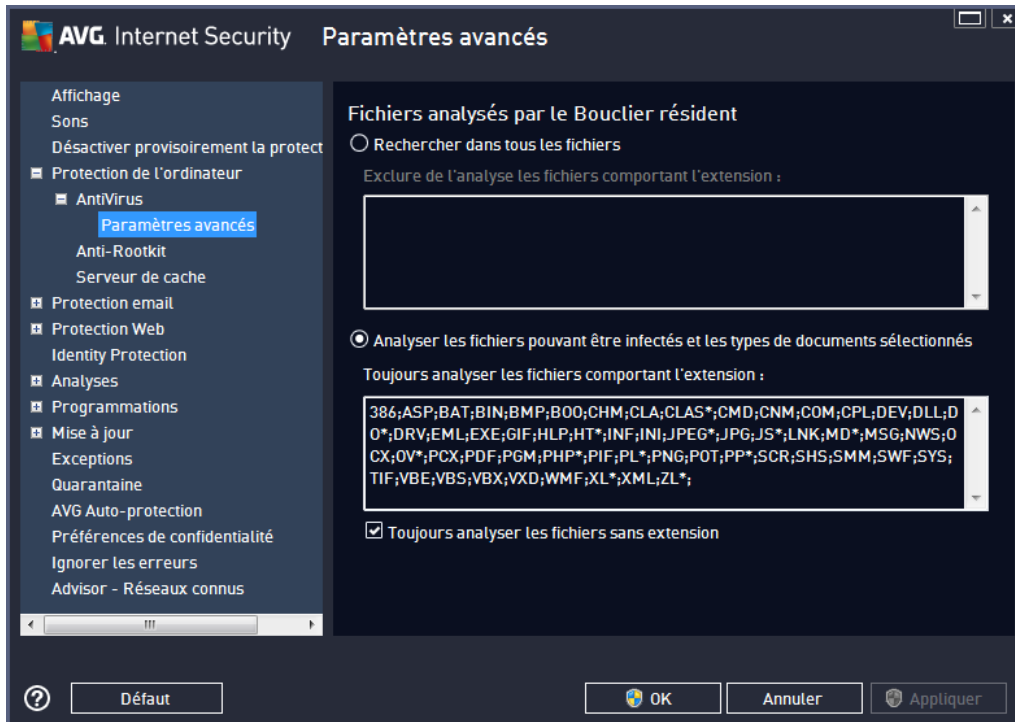 AVG. Internet Security Paramètres avancés
Affichage
Sons
Désactiver provisoirement la protect
Protection de l'ordinateur
AntiVirus
Paramètres avancés
Anti-Rootkit
Serveur de cache
Protection email
Protection Web
Identity Protection
Analyses
Programmations
Mise à jour
Exceptions
Quarantaine
AVG Auto-protection
Préférences de confidentialité
Ignorer les erreurs
Advisor - Réseaux connus
Fichiers analysés par le Bouclier résident
Rechercher dans tous les fichiers
Exclure de l'analyse les fichiers comportant l'extension :
Analyser les fichiers pouvant être infectés et les types de documents sélectionnés
Toujours analyser les fichiers comportant l'extension :
386;ASP;BAT;BIN;BMP;BOO;CHM;CLA;CLAS*;CMD;CNM;COM;CPL;DEV;DLL;D
O*;DRV;EML;EXE;GIF;HLP;HT*;INF;INI;JPEG*;JPG;JS*;LNK;MD*;MSG;NWS;O
CX;OV*;PCX;PDF;PGM;PHP*;PIF;PL*;PNG;POT;PP*;SCR;SHS;SMM;SWF;SYS;
TIF;VBE;VBS;VBX;VXD;WMF;XL*;XML;ZL*;
Toujours analyser les fichiers sans extension
? Défaut OK Annuler Appliquer